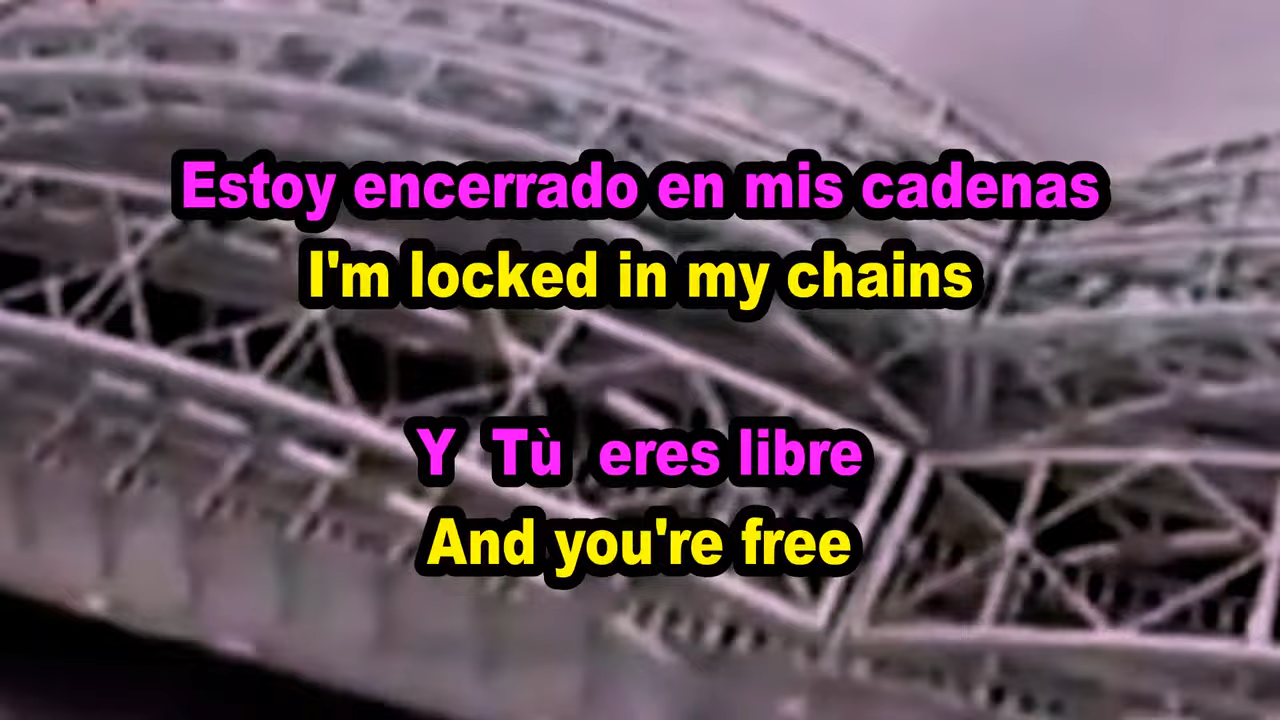 Estoy encerrado en mis cadenas
I'm locked in my chains
Y Tù eres libre
And you're free